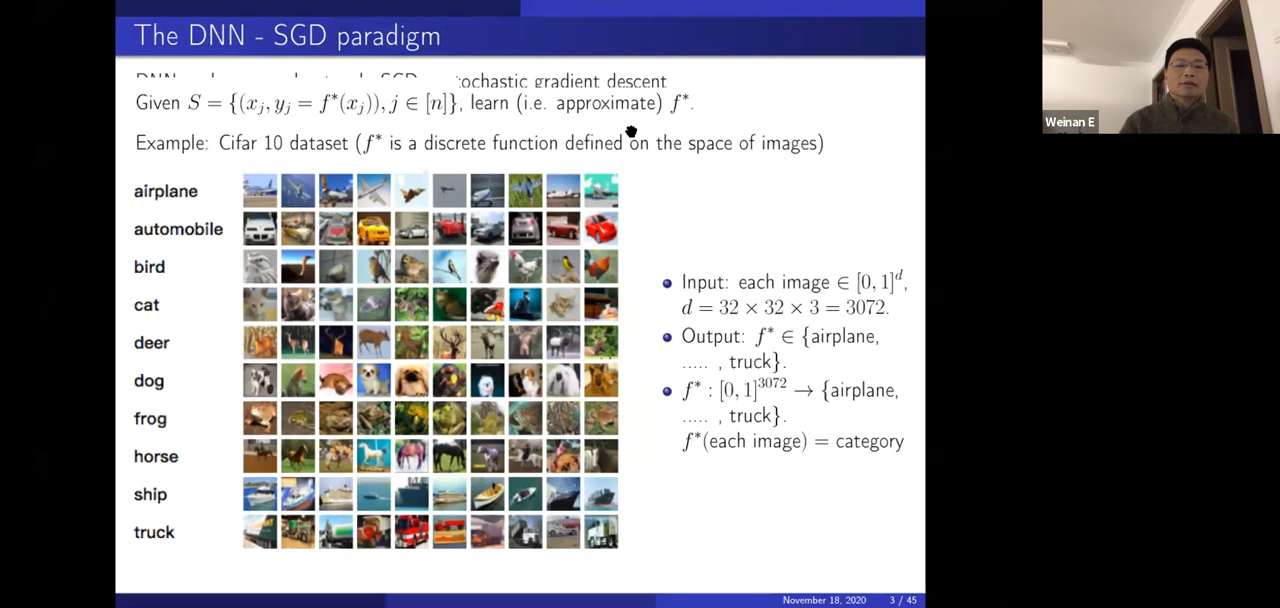 The DNN - SGD paradigm
tochastic gradient descent
Given S = {(x_j, y_j = f*(x_j)), j ∈ [n]}, learn (i.e. approximate) f*.
Example: Cifar 10 dataset (f* is a discrete function defined on the space of images)
airplane
automobile
bird
cat
deer
dog
frog
horse
ship
truck
Input: each image ∈ [0, 1]^d,
d = 32 × 32 × 3 = 3072.
Output: f* ∈ {airplane,
..... , truck}.
f* : [0, 1]^3072 → {airplane,
..... , truck}.
f*(each image) = category
November 18, 2020 3 / 45
Weinan E